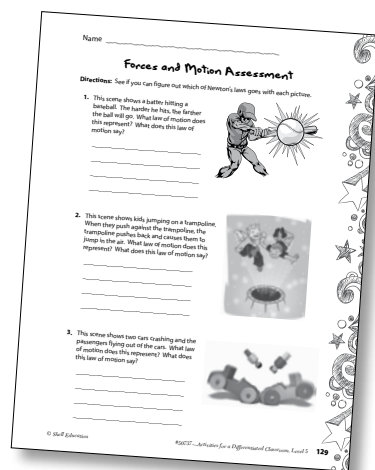 Name
Forces and Motion Assessment
Directions: See if you can figure out which of Newton's laws goes with each picture.
1. This scene shows a batter hitting a
baseball. The harder he hits, the farther
the ball will go. What law of motion does
this represent? What does this law of
motion say?
2. This scene shows kids jumping on a trampoline.
When they push against the trampoline, the
trampoline pushes back and causes them to
jump in the air. What law of motion does this
represent? What does this law of motion say?
3. This scene shows two cars crashing and the
passengers flying out of the cars. What law
of motion does this represent? What does
this law of motion say?
© Shell Education
#50737—Activities for a Differentiated Classroom, Level 5 129